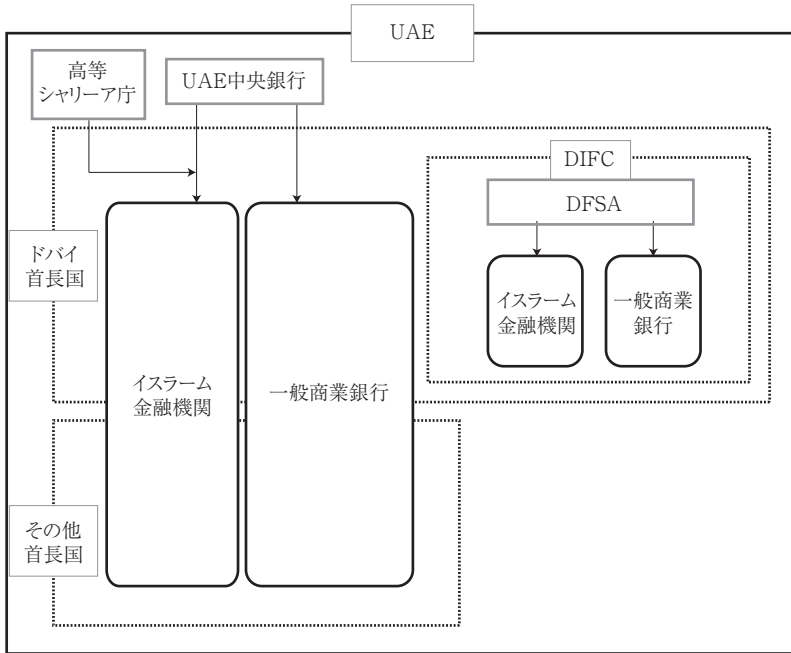 UAE
高等
シャリーア庁
UAE中央銀行
DIFC
DFSA
ドバイ
首長国
イスラーム
金融機関
一般商業
銀行
イスラーム
金融機関
一般商業銀行
その他
首長国